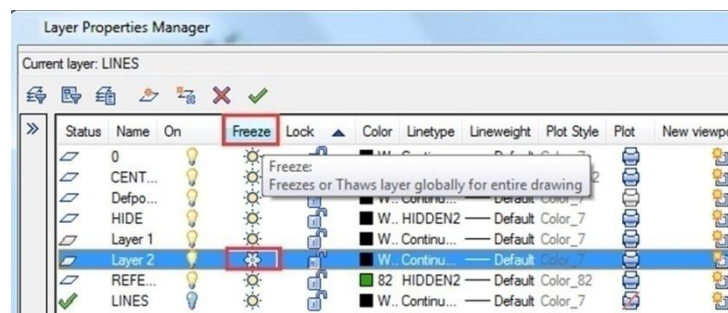 Layer Properties Manager
Current layer: LINES
Status Name On Freeze Lock Color Linetype Lineweight Plot Style Plot New viewp
0
Freeze:
CENT...
Freezes or Thaws layer globally for entire drawing
Defpo...
HIDE W.. HIDDEN2 Default Color_7
Layer 1 W.. Continu... Default Color_7
Layer 2 W.. Continu... Default Color_7
REFE... 82 HIDDEN2 Default Color_82
LINES W.. Continu... Default Color_7